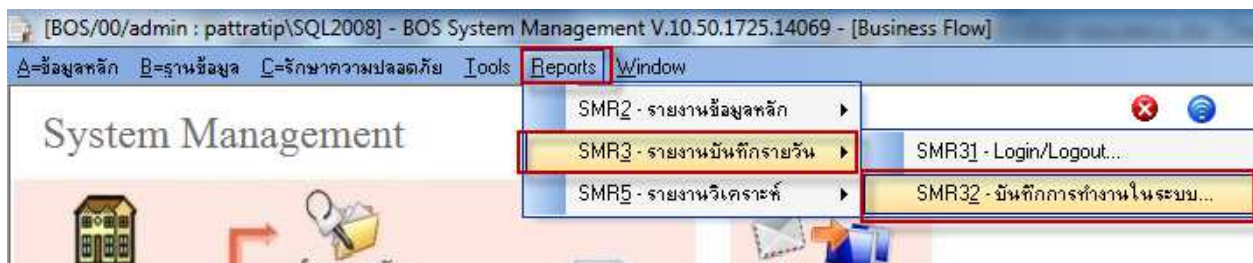 [BOS/00/admin : pattratip\SQL2008] - BOS System Management V.10.50.1725.14069 - [Business Flow]
A=ข้อมูลหลัก B=ฐานข้อมูล C=รักษาความปลอดภัย Tools Reports Window
System Management
SMR2 - รายงานข้อมูลหลัก
SMR3 - รายงานบันทึกรายวัน
SMR5 - รายงานวิเคราะห์
SMR31 - Login/Logout...
SMR32 - บันทึกการทำงานในระบบ...